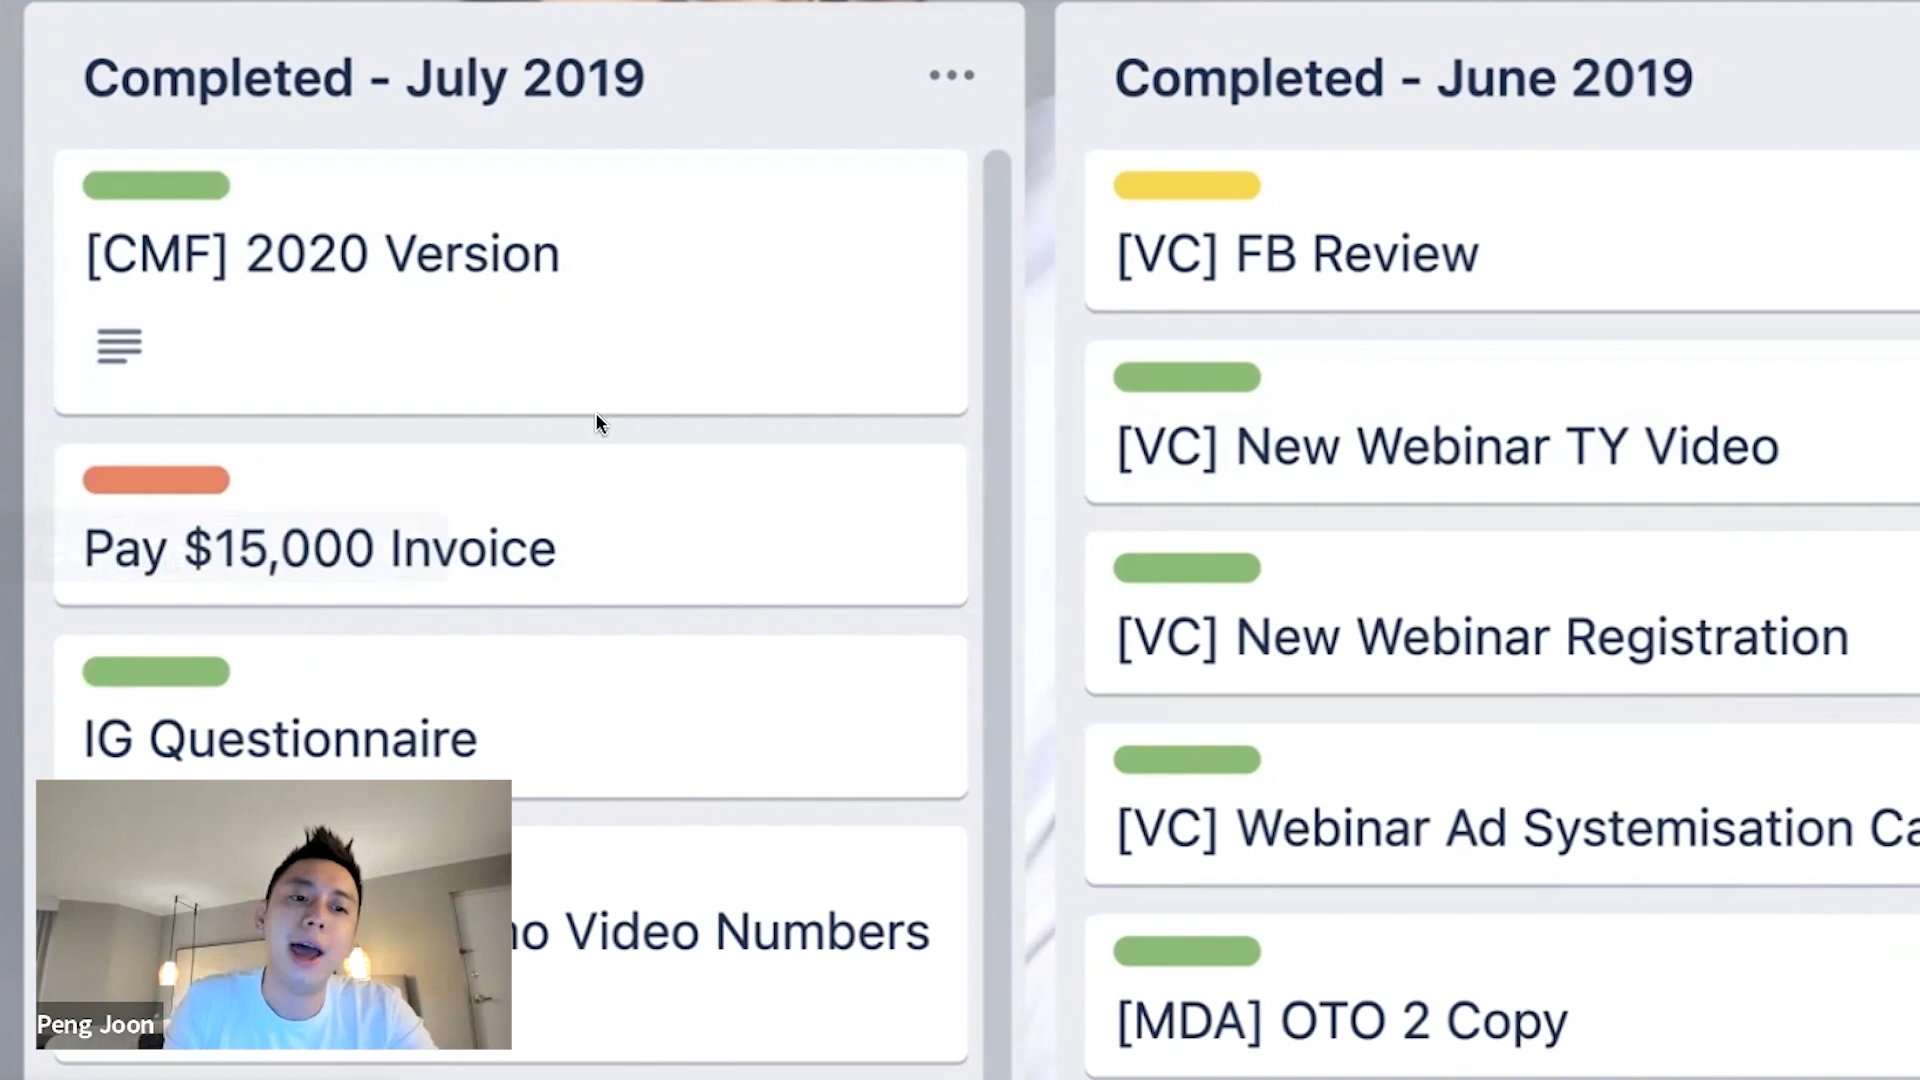 Completed - July 2019
[CMF] 2020 Version
Pay $15,000 Invoice
IG Questionnaire
Video Numbers
Peng Joon
Completed - June 2019
[VC] FB Review
[VC] New Webinar TY Video
[VC] New Webinar Registration
[VC] Webinar Ad Systemisation
[MDA] OTO 2 Copy